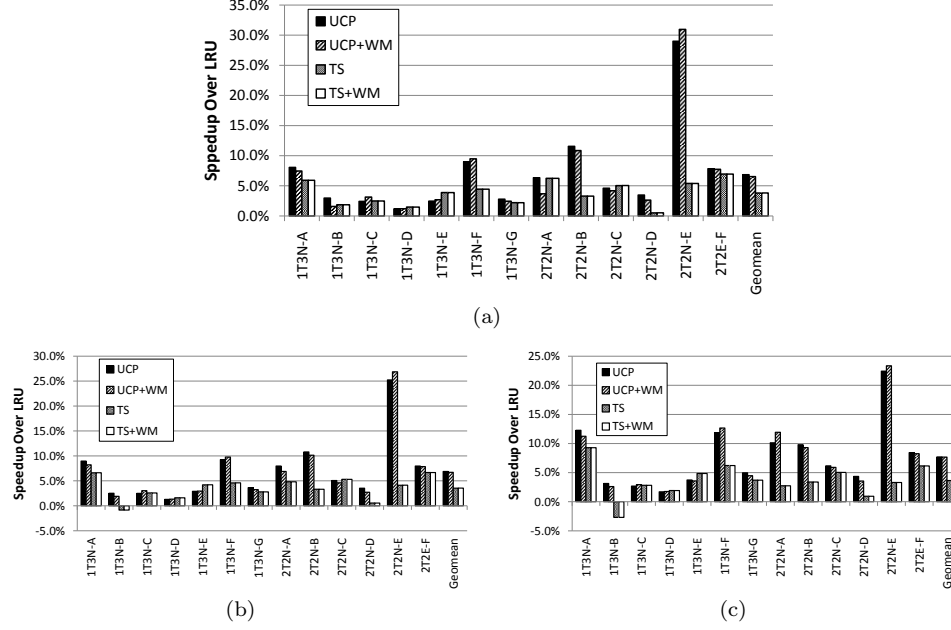 35.0%
30.0%
25.0%
20.0%
15.0%
10.0%
5.0%
0.0%
Sppedup Over LRU
UCP
UCP+WM
TS
TS+WM
1T3N-A
1T3N-B
1T3N-C
1T3N-D
1T3N-E
1T3N-F
1T3N-G
2T2N-A
2T2N-B
2T2N-C
2T2N-D
2T2N-E
2T2E-F
Geomean
(a)
30.0%
25.0%
20.0%
15.0%
10.0%
5.0%
0.0%
-5.0%
Speedup Over LRU
UCP
UCP+WM
TS
TS+WM
1T3N-A
1T3N-B
1T3N-C
1T3N-D
1T3N-E
1T3N-F
1T3N-G
2T2N-A
2T2N-B
2T2N-C
2T2N-D
2T2N-E
2T2E-F
Geomean
(b)
25.0%
20.0%
15.0%
10.0%
5.0%
0.0%
-5.0%
Speedup Over LRU
UCP
UCP+WM
TS
TS+WM
1T3N-A
1T3N-B
1T3N-C
1T3N-D
1T3N-E
1T3N-F
1T3N-G
2T2N-A
2T2N-B
2T2N-C
2T2N-D
2T2N-E
2T2E-F
Geomean
(c)